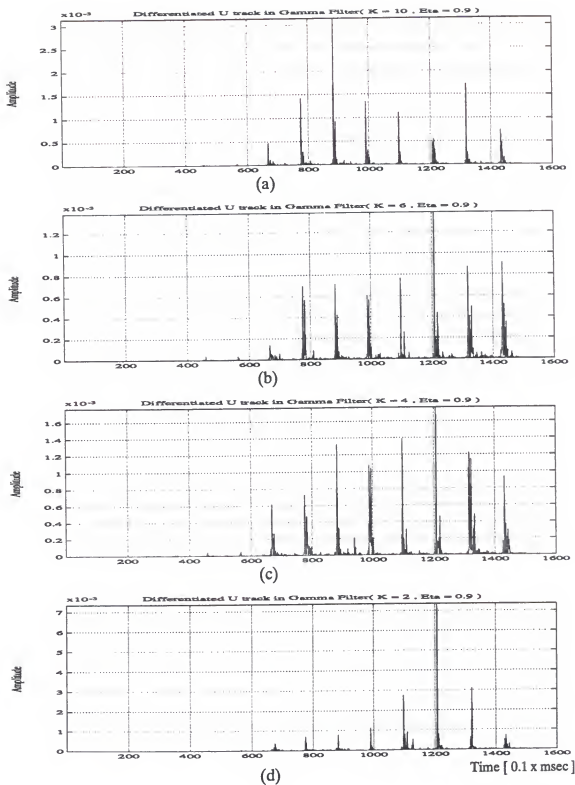 x10⁻³ Differentiated U track in Gamma Filter( K = 10 , Eta = 0.9 )
3
2.5
2
1.5
1
0.5
0
Amplitude
200 400 600 800 1000 1200 1400 1600
(a)
x10⁻³ Differentiated U track in Gamma Filter( K = 6 , Eta = 0.9 )
1.2
1
0.8
0.6
0.4
0.2
0
Amplitude
200 400 600 800 1000 1200 1400 1600
(b)
x10⁻³ Differentiated U track in Gamma Filter( K = 4 , Eta = 0.9 )
1.6
1.4
1.2
1
0.8
0.6
0.4
0.2
0
Amplitude
200 400 600 800 1000 1200 1400 1600
(c)
x10⁻³ Differentiated U track in Gamma Filter( K = 2 , Eta = 0.9 )
7
6
5
4
3
2
1
0
Amplitude
200 400 600 800 1000 1200 1400 1600
(d)
Time [ 0.1 x msec ]